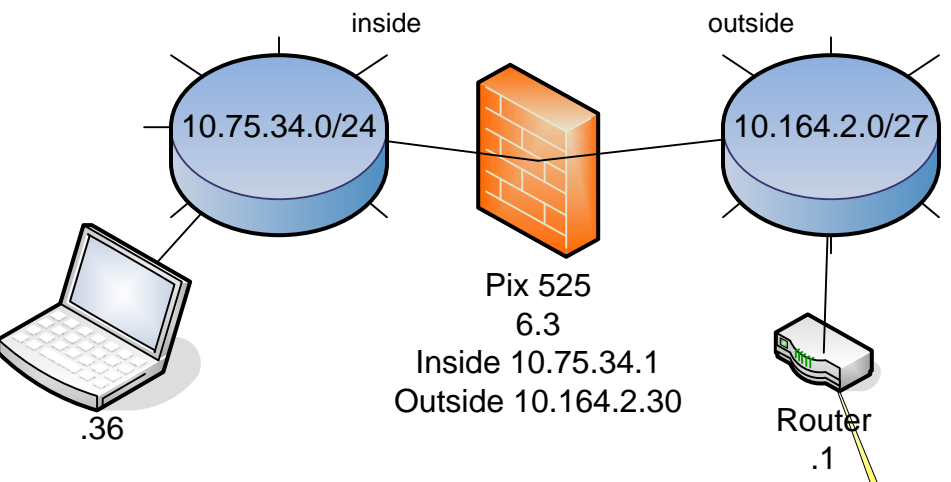 inside
outside
10.75.34.0/24
10.164.2.0/27
Pix 525
6.3
Inside 10.75.34.1
Outside 10.164.2.30
.36
Router
.1